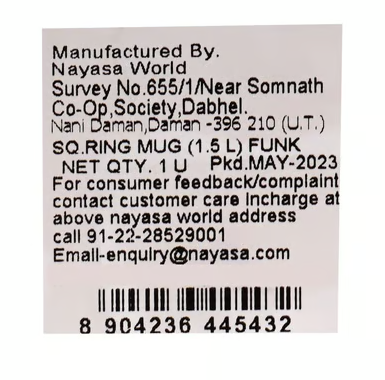 Manufactured By.
Nayasa World
Survey No.655/1/Near Somnath
Co-Op,Society,Dabhel.
Nani Daman,Daman -396 210 (U.T.)
SQ.RING MUG (1.5 L) FUNK
NET QTY. 1 U Pkd.MAY-2023
For consumer feedback/complaint
contact customer care incharge at
above nayasa world address
call 91-22-28529001
Email-enquiry@nayasa.com
8 904236 445432